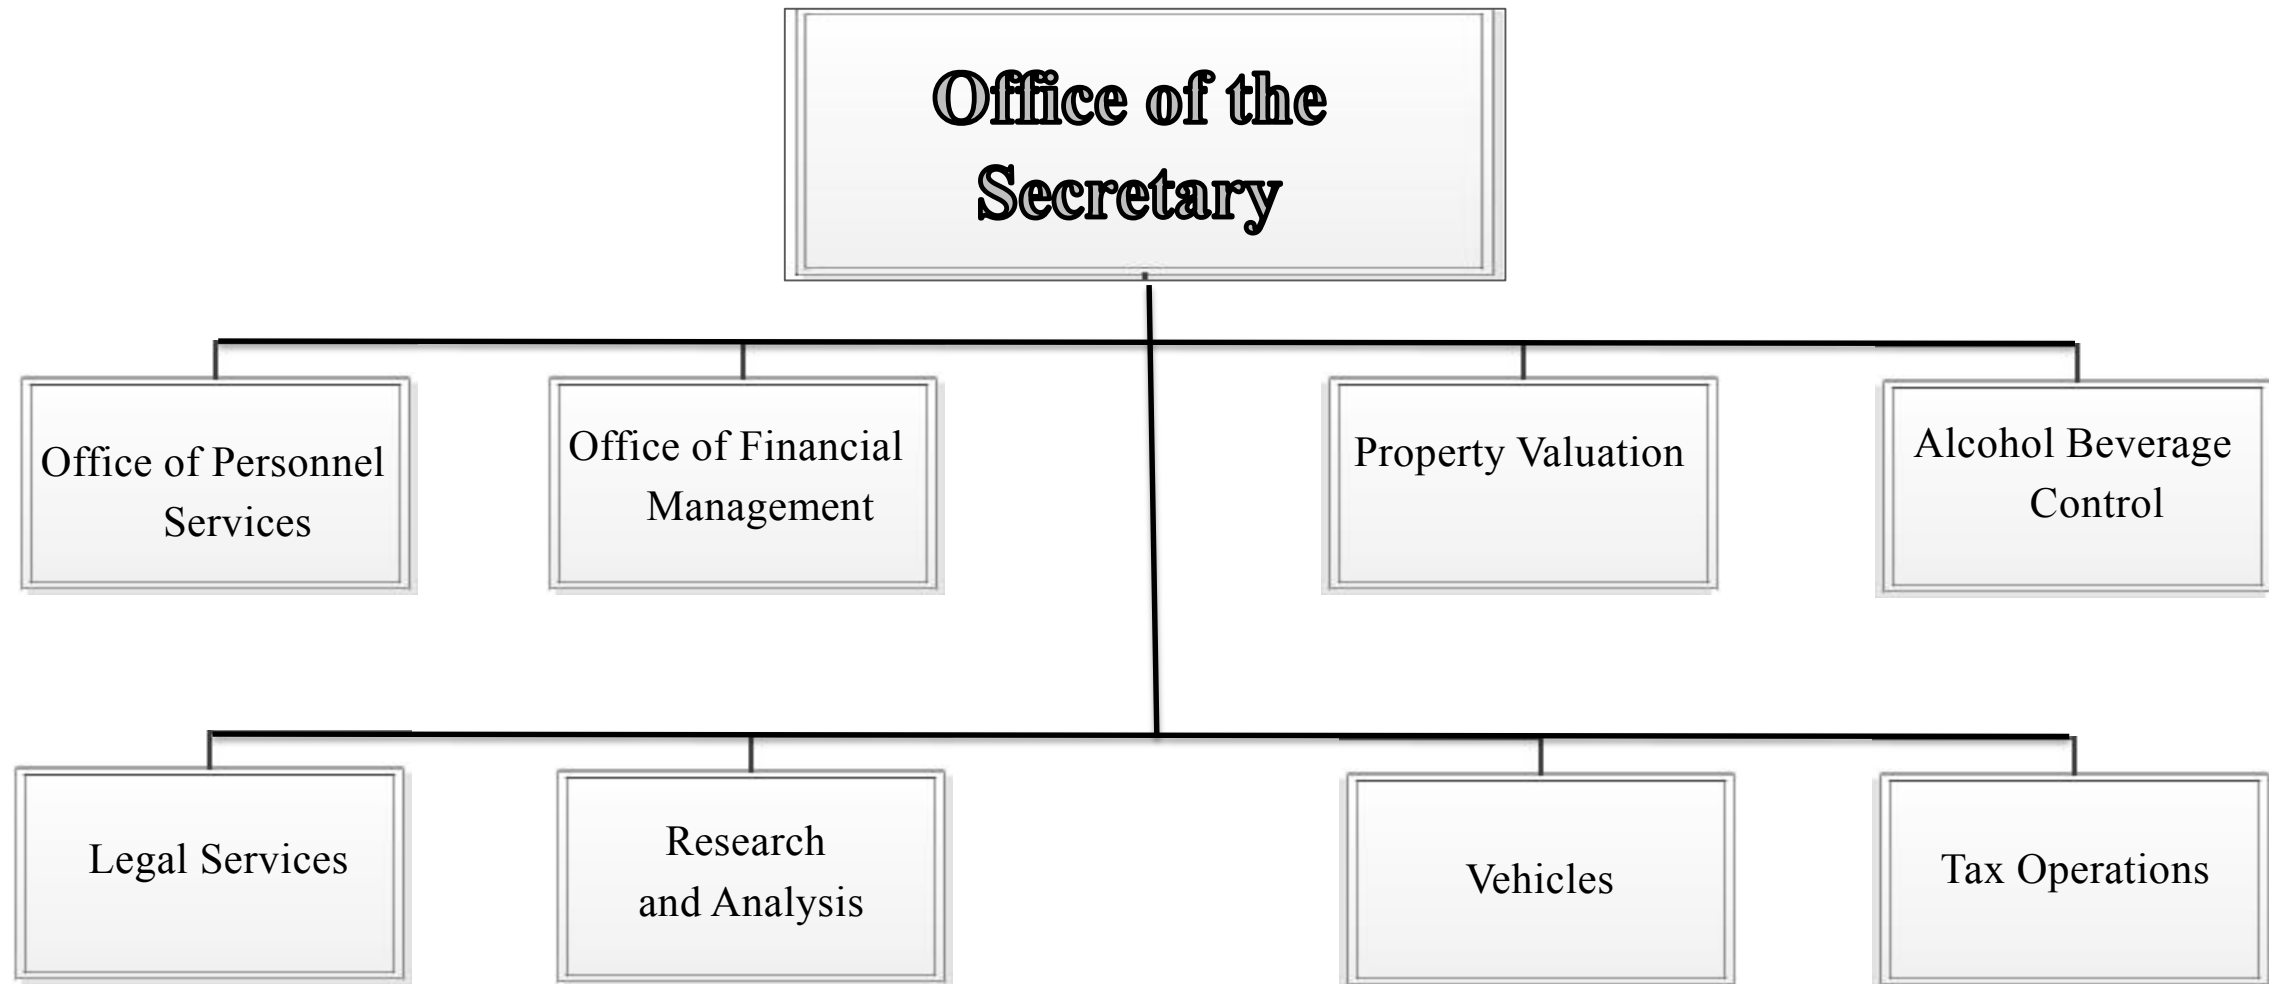 Office of the
Secretary
Office of Personnel
Services
Office of Financial
Management
Property Valuation
Alcohol Beverage
Control
Legal Services
Research
and Analysis
Vehicles
Tax Operations